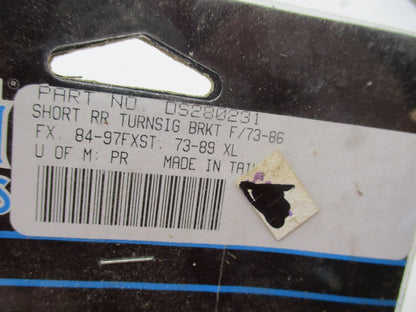 PART NO. DS280231
SHORT RR TURNSIG BRKT F/73-86
FX. 84-97FXST. 73-89 XL.
U OF M: PR MADE IN TAI
®